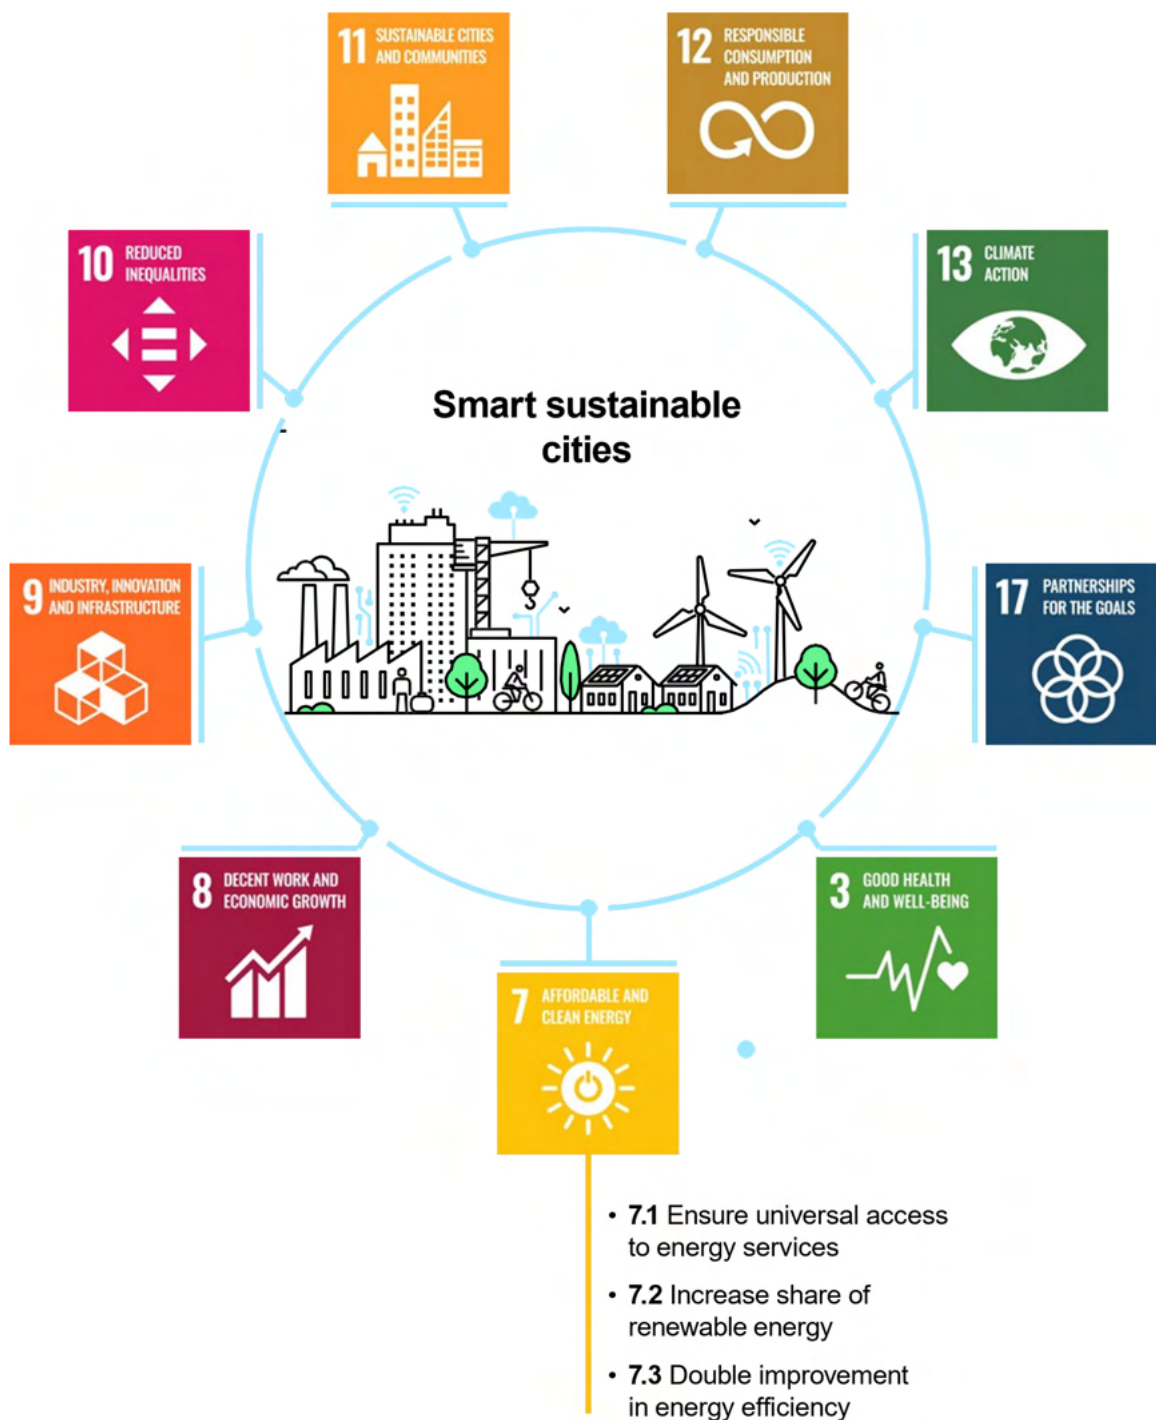 11 SUSTAINABLE CITIES
AND COMMUNITIES
12 RESPONSIBLE
CONSUMPTION
AND PRODUCTION
10 REDUCED
INEQUALITIES
13 CLIMATE
ACTION
Smart sustainable
cities
9 INDUSTRY, INNOVATION
AND INFRASTRUCTURE
17 PARTNERSHIPS
FOR THE GOALS
8 DECENT WORK AND
ECONOMIC GROWTH
3 GOOD HEALTH
AND WELL-BEING
7 AFFORDABLE AND
CLEAN ENERGY
• 7.1 Ensure universal access
to energy services
• 7.2 Increase share of
renewable energy
• 7.3 Double improvement
in energy efficiency